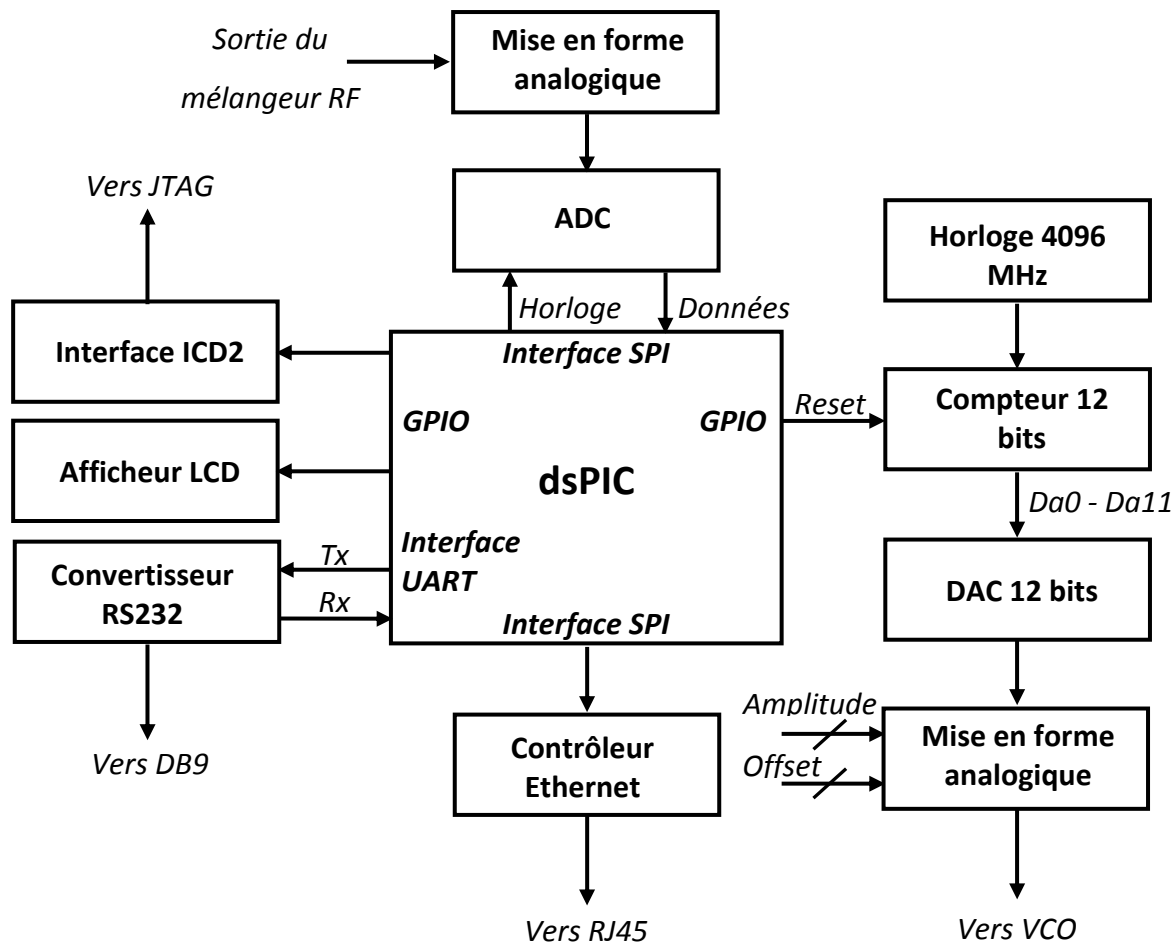 Sortie du
mélangeur RF
Mise en forme
analogique
Vers JTAG
ADC
Horloge 4096
MHz
Horloge
Données
Interface ICD2
Interface SPI
GPIO
GPIO
Reset
Compteur 12
bits
Afficheur LCD
dsPIC
Da0 - Da11
Convertisseur
RS232
Tx
Rx
Interface
UART
DAC 12 bits
Interface SPI
Vers DB9
Contrôleur
Ethernet
Amplitude
Offset
Mise en forme
analogique
Vers RJ45
Vers VCO